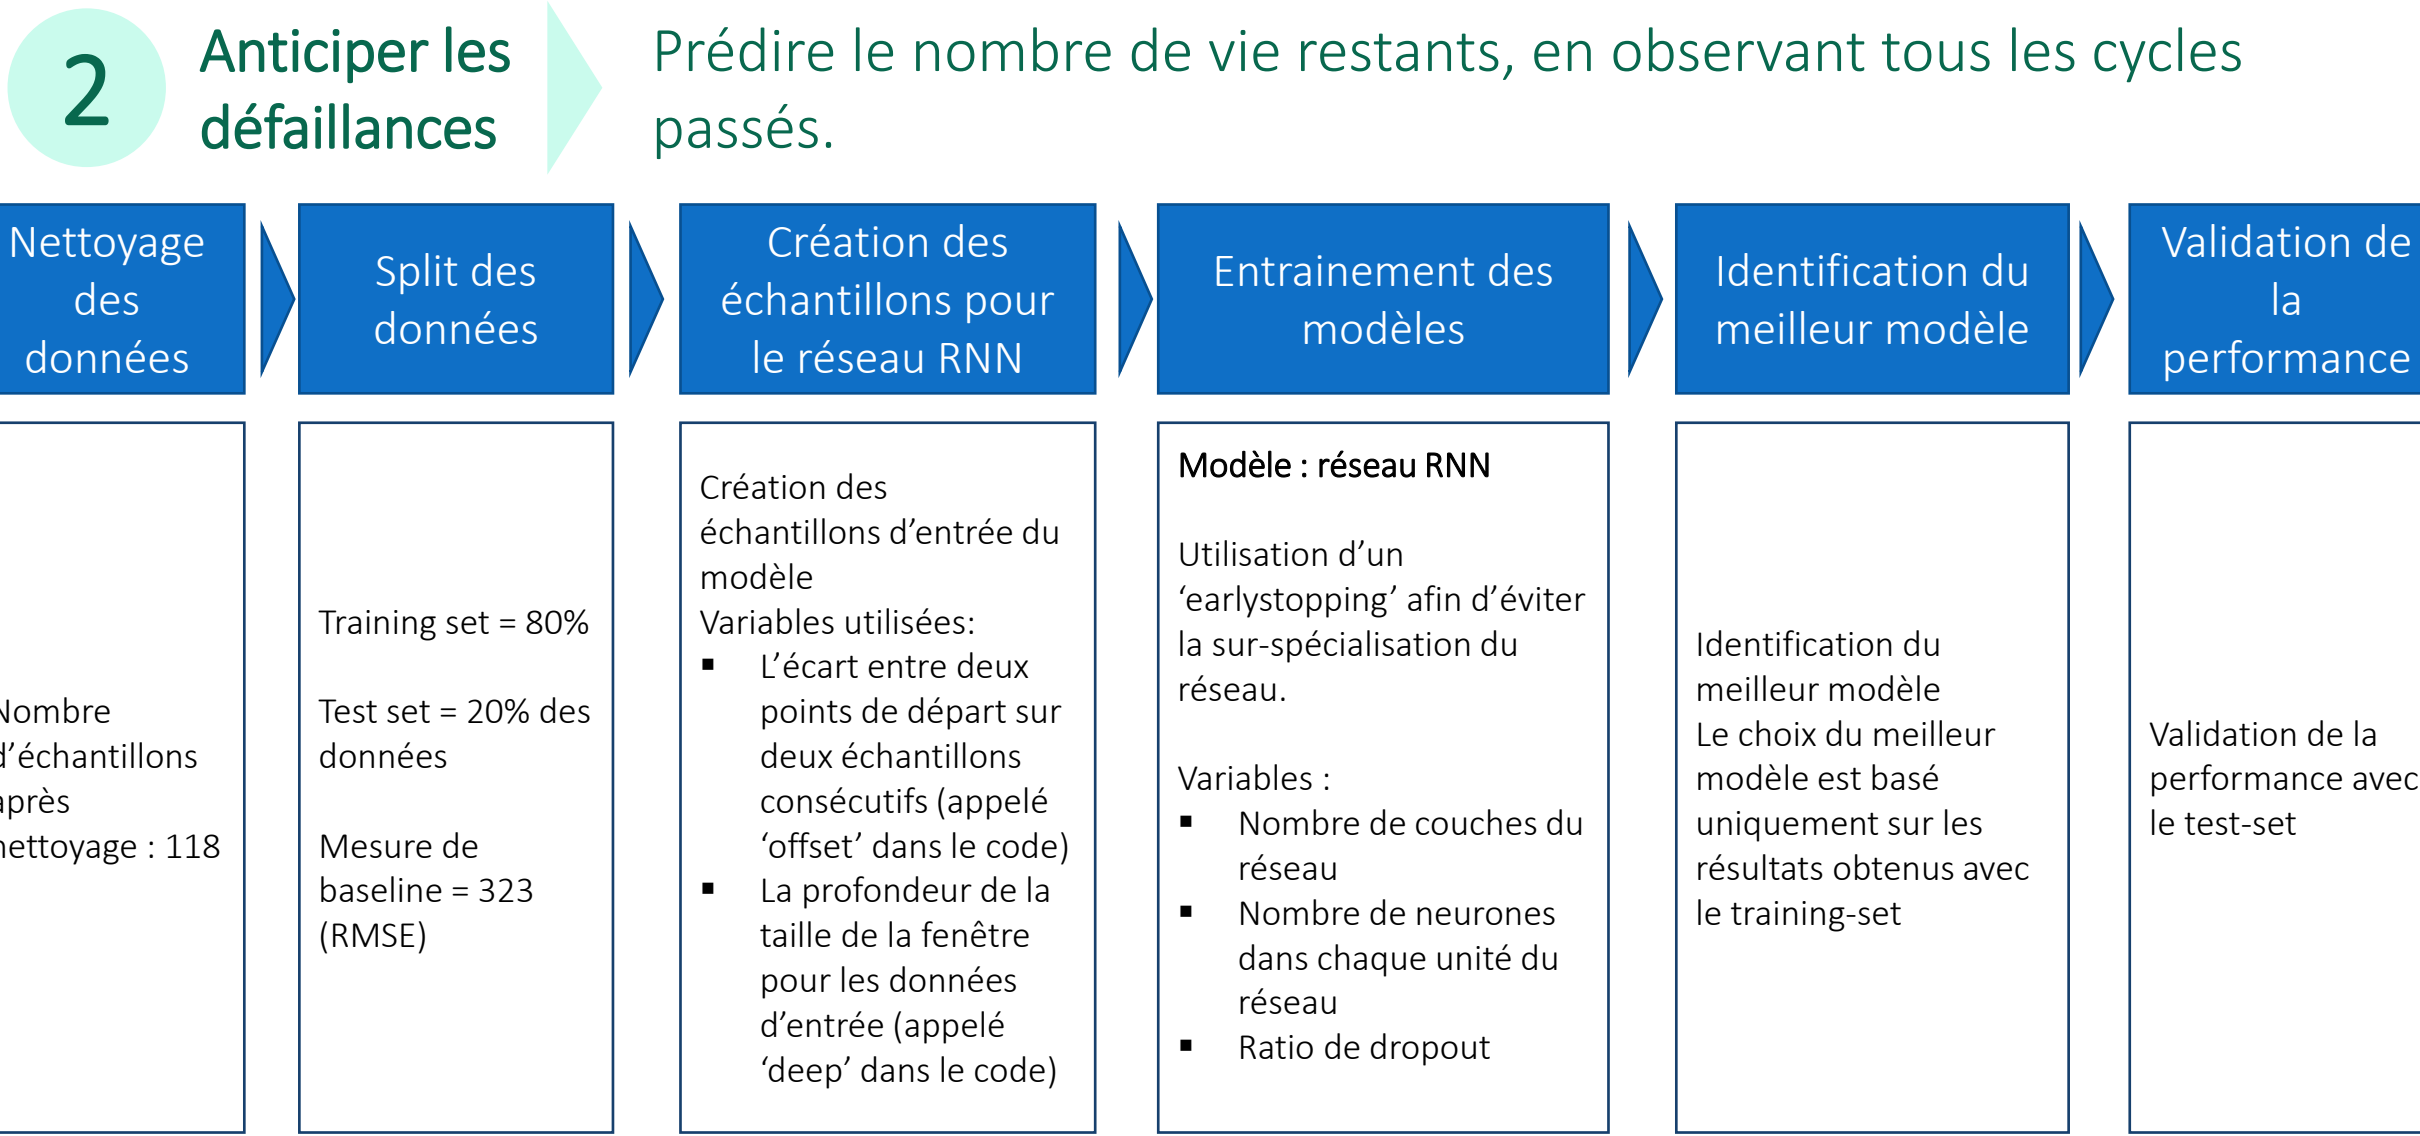 2
Anticiper les
défaillances
Prédire le nombre de vie restants, en observant tous les cycles
passés.
Nettoyage
des
données
Split des
données
Création des
échantillons pour
le réseau RNN
Entrainement des
modèles
Identification du
meilleur modèle
Validation de
la
performance
Nombre
d’échantillons
après
nettoyage : 118
Training set = 80%
Test set = 20% des
données
Mesure de
baseline = 323
(RMSE)
Création des
échantillons d’entrée du
modèle
Variables utilisées:
▪ L’écart entre deux
points de départ sur
deux échantillons
consécutifs (appelé
‘offset’ dans le code)
▪ La profondeur de la
taille de la fenêtre
pour les données
d’entrée (appelé
‘deep’ dans le code)
Modèle : réseau RNN
Utilisation d’un
‘earlystopping’ afin d’éviter
la sur-spécialisation du
réseau.
Variables :
▪ Nombre de couches du
réseau
▪ Nombre de neurones
dans chaque unité du
réseau
▪ Ratio de dropout
Identification du
meilleur modèle
Le choix du meilleur
modèle est basé
uniquement sur les
résultats obtenus avec
le training-set
Validation de la
performance avec
le test-set